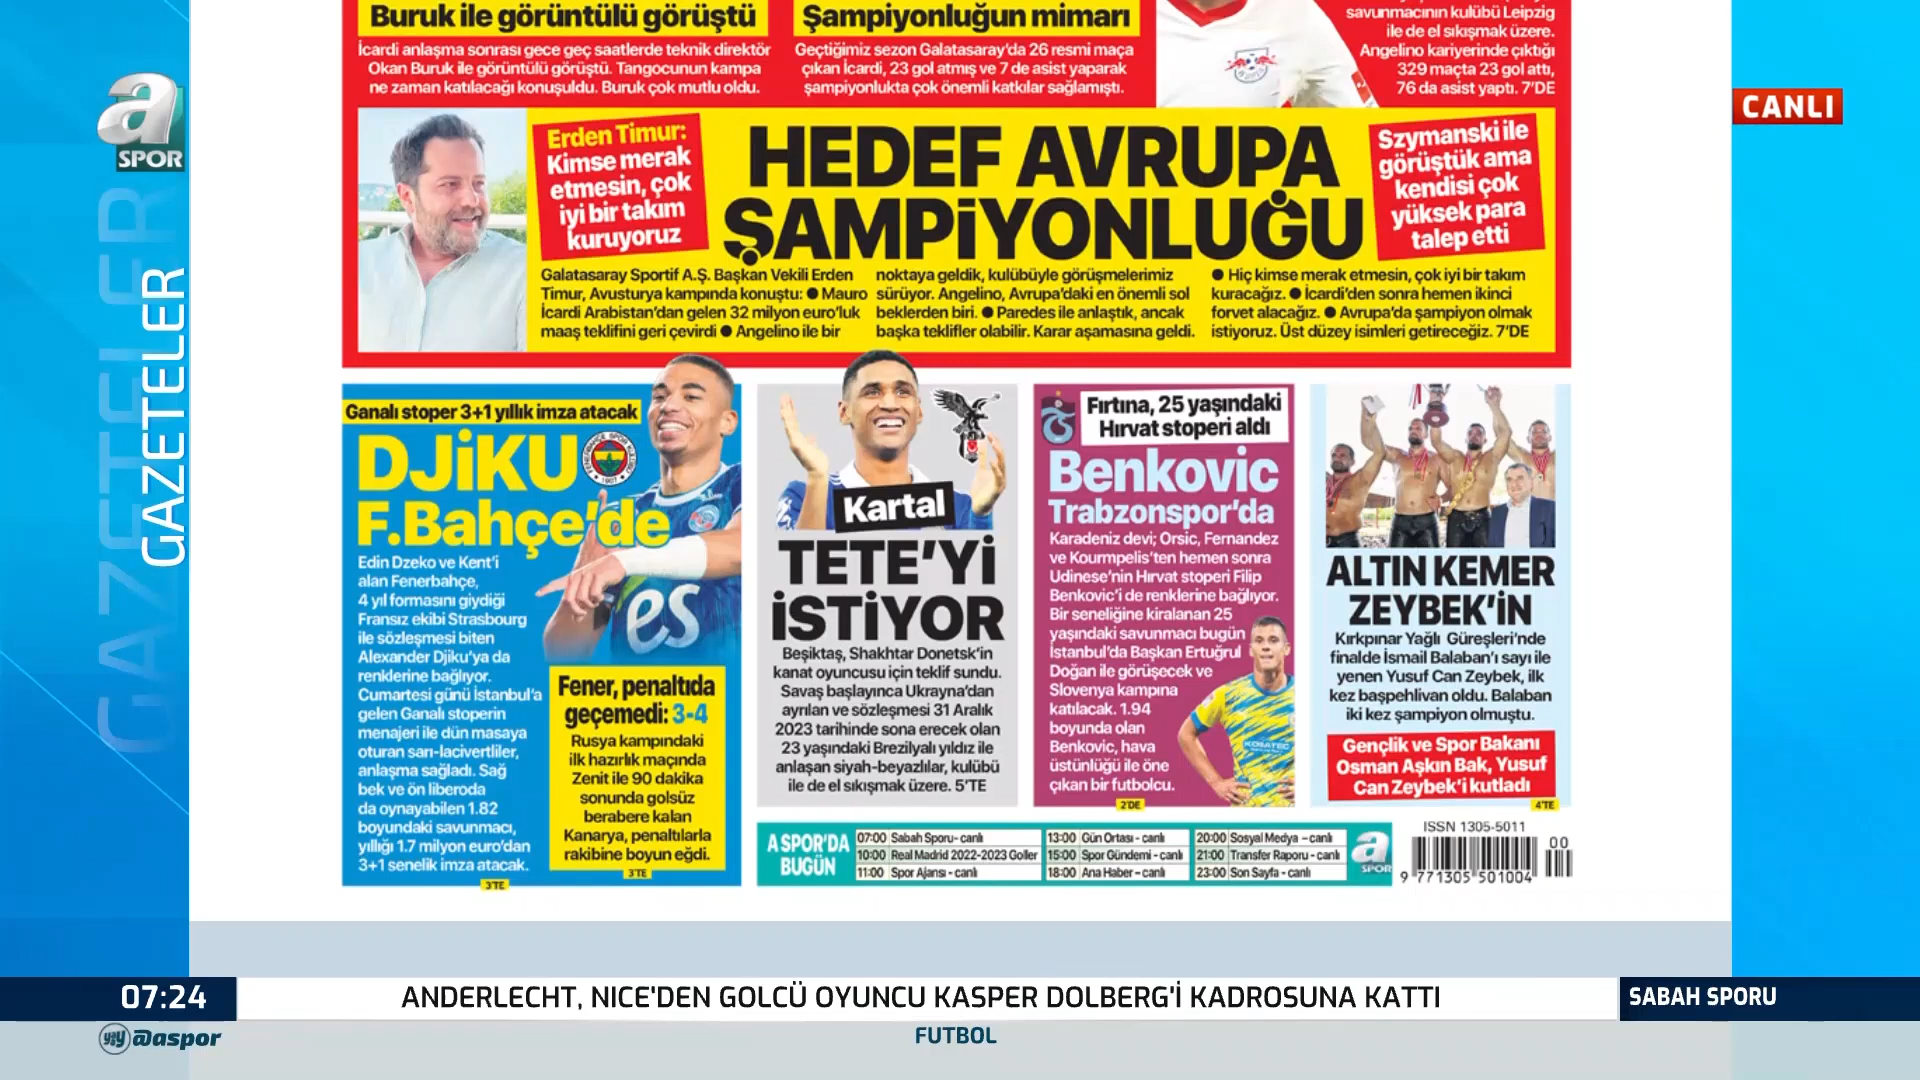 Buruk ile görüntülü görüştü
İcardi anlaşma sonrası gece geç saatlerde teknik direktör
Okan Buruk ile görüntülü görüştü. Tangocunun kampa
ne zaman katılacağı konuşuldu. Buruk çok mutlu oldu.
Şampiyonluğun mimarı
Geçtiğimiz sezon Galatasaray'da 26 resmi maça
çıkan İcardi, 23 gol atmış ve 7 de asist yaparak
şampiyonlukta çok önemli katkılar sağlamıştı.
savunmacının kulübü Leipzig
ile de el sıkışmak üzere.
Angelino kariyerinde çıktığı
329 maçta 23 gol attı,
76 da asist yaptı. 7'DE
a
SPOR
CANLI
GAZETELER
GAZETELER
Erden Timur:
Kimse merak
etmesin, çok
iyi bir takım
kuruyoruz
HEDEF AVRUPA
ŞAMPİYONLUĞU
Szymanski ile
görüştük ama
kendisi çok
yüksek para
talep etti
Galatasaray Sportif A.Ş. Başkan Vekili Erden
Timur, Avusturya kampında konuştu: ● Mauro
İcardi Arabistan'dan gelen 32 milyon euro'luk
maaş teklifini geri çevirdi ● Angelino ile bir
noktaya geldik, kulübüyle görüşmelerimiz
sürüyor. Angelino, Avrupa'daki en önemli sol
beklerden biri. ● Paredes ile anlaştık, ancak
başka teklifler olabilir. Karar aşamasına geldi.
● Hiç kimse merak etmesin, çok iyi bir takım
kuracağız. ● İcardi'den sonra hemen ikinci
forvet alacağız. ● Avrupa'da şampiyon olmak
istiyoruz. Üst düzey isimleri getireceğiz. 7'DE
Ganalı stoper 3+1 yıllık imza atacak
DJİKU
F.Bahçe'de
Edin Dzeko ve Kent'i
alan Fenerbahçe,
4 yıl formasını giydiği
Fransız ekibi Strasbourg
ile sözleşmesi biten
Alexander Djiku'ya da
renklerine bağlıyor.
Cumartesi günü İstanbul'a
gelen Ganalı stoperin
menajeri ile dün masaya
oturan sarı-lacivertliler,
anlaşma sağladı. Sağ
bek ve ön liberoda
da oynayabilen 1.82
boyundaki savunmacı,
yıllığı 1.7 milyon euro'dan
3+1 senelik imza atacak.
3'TE
es
Fener, penaltıda
geçemedi: 3-4
Rusya kampındaki
ilk hazırlık maçında
Zenit ile 90 dakika
sonunda golsüz
berabere kalan
Kanarya, penaltılarla
rakibine boyun eğdi.
3'TE
Kartal
TETE'Yİ
İSTİYOR
Beşiktaş, Shakhtar Donetsk'in
kanat oyuncusu için teklif sundu.
Savaş başlayınca Ukrayna'dan
ayrılan ve sözleşmesi 31 Aralık
2023 tarihinde sona erecek olan
23 yaşındaki Brezilyalı yıldız ile
anlaşan siyah-beyazlılar, kulübü
ile de el sıkışmak üzere. 5'TE
Fırtına, 25 yaşındaki
Hırvat stoperi aldı
Benkovic
Trabzonspor'da
Karadeniz devi; Orsic, Fernandez
ve Kourmpelis'ten hemen sonra
Udinese'nin Hırvat stoperi Filip
Benkovic'i de renklerine bağlıyor.
Bir seneliğine kiralanan 25
yaşındaki savunmacı bugün
İstanbul'da Başkan Ertuğrul
Doğan ile görüşecek ve
Slovenya kampına
katılacak. 1.94
boyunda olan
Benkovic, hava
üstünlüğü ile öne
çıkan bir futbolcu.
2'DE
ALTIN KEMER
ZEYBEK'İN
Kırkpınar Yağlı Güreşleri'nde
finalde İsmail Balaban'ı sayı ile
yenen Yusuf Can Zeybek, ilk
kez başpehlivan oldu. Balaban
iki kez şampiyon olmuştu.
Gençlik ve Spor Bakanı
Osman Aşkın Bak, Yusuf
Can Zeybek'i kutladı
4'TE
A SPOR'DA
BUGÜN
07:00 Sabah Sporu- canlı
10:00 Real Madrid 2022-2023 Goller
11:00 Spor Ajansı - canlı
13:00 Gün Ortası - canlı
15:00 Spor Gündemi - canlı
18:00 Ana Haber – canlı
20:00 Sosyal Medya – canlı
21:00 Transfer Raporu - canlı
23:00 Son Sayfa - canlı
a
SPOR
ISSN 1305-5011
00
9 771305 501004
07:24
ANDERLECHT, NICE'DEN GOLCÜ OYUNCU KASPER DOLBERG'İ KADROSUNA KATTI
SABAH SPORU
@aspor
FUTBOL